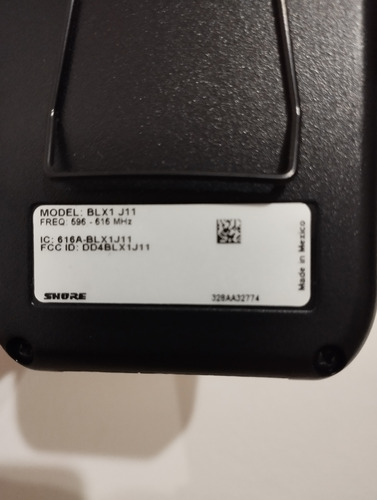 MODEL: BLX1 J11
FREQ: 596 - 616 MHz
IC: 616A-BLX1J11
FCC ID: DD4BLX1J11
SHURE
328AA32774
Made in Mexico